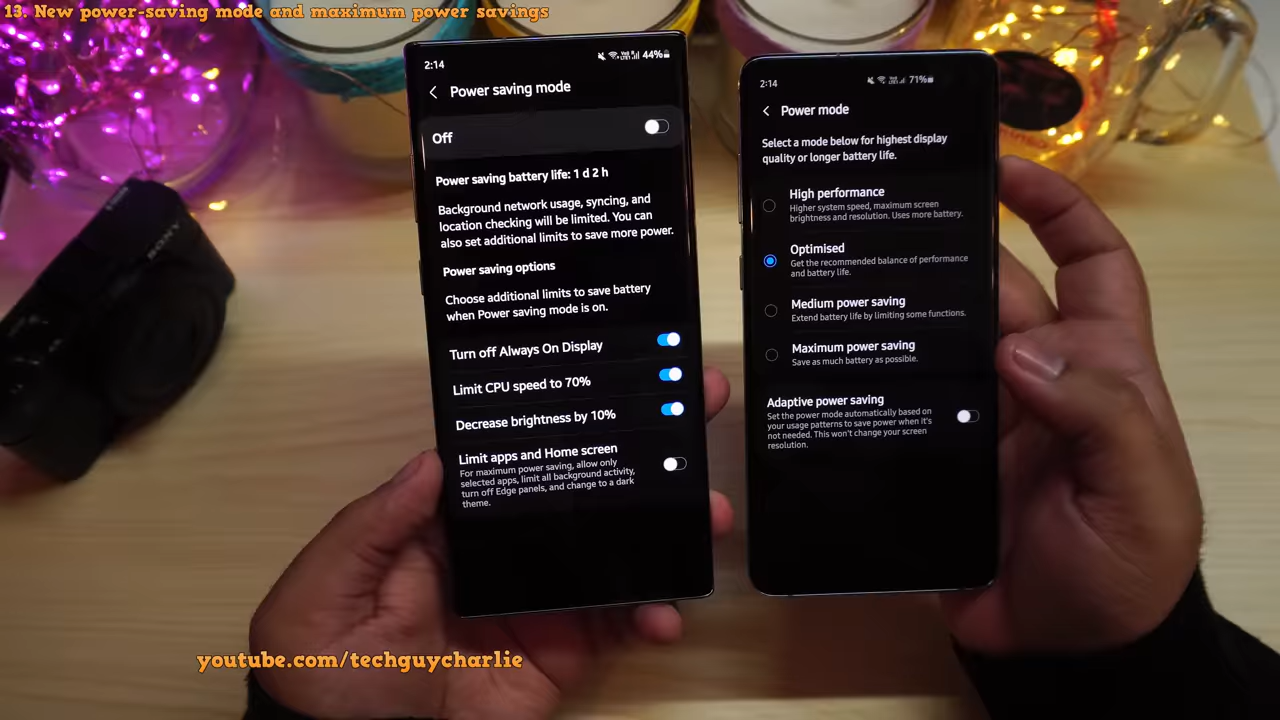 13. New power-saving mode and maximum power savings
2:14
44%
Power saving mode
Off
Power saving battery life: 1 d 2 h
Background network usage, syncing, and
location checking will be limited. You can
also set additional limits to save more power.
Power saving options
Choose additional limits to save battery
when Power saving mode is on.
Turn off Always On Display
Limit CPU speed to 70%
Decrease brightness by 10%
Limit apps and Home screen
For maximum power saving, allow only
selected apps, limit all background activity,
turn off Edge panels, and change to a dark
theme.
2:14
71%
Power mode
Select a mode below for highest display
quality or longer battery life.
High performance
Higher system speed, maximum screen
brightness and resolution. Uses more battery.
Optimised
Get the recommended balance of performance
and battery life.
Medium power saving
Extend battery life by limiting some functions.
Maximum power saving
Save as much battery as possible.
Adaptive power saving
Set the power mode automatically based on
your usage patterns to save power when it's
not needed. This won't change your screen
resolution.
SONY
youtube.com/techguycharlie